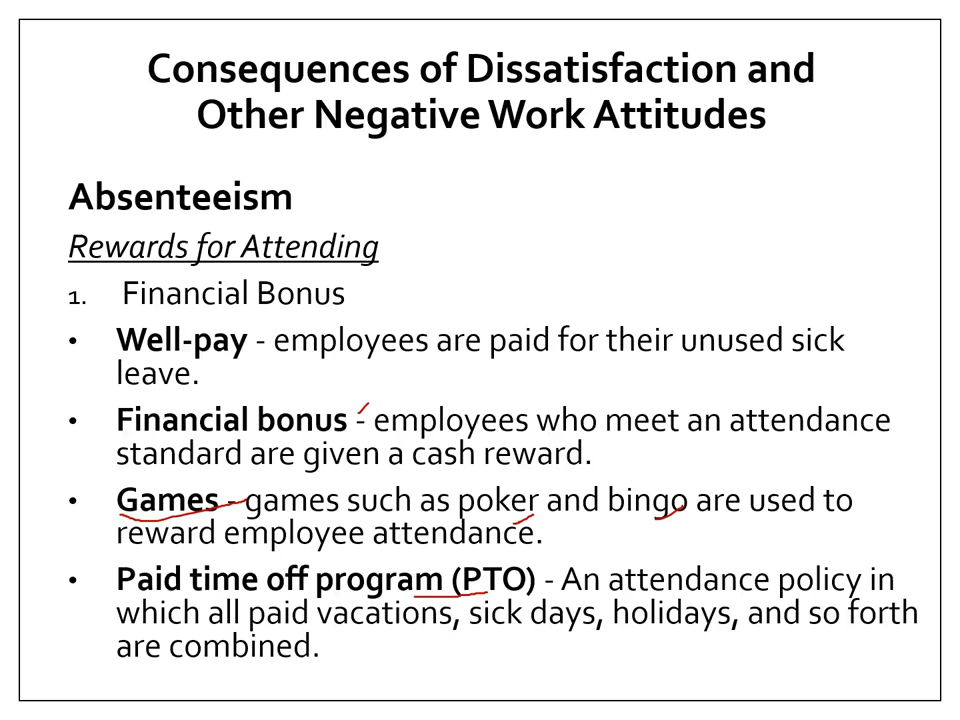 Consequences of Dissatisfaction and
Other Negative Work Attitudes
Absenteeism
Rewards for Attending
1. Financial Bonus
• Well-pay - employees are paid for their unused sick
leave.
• Financial bonus - employees who meet an attendance
standard are given a cash reward.
• Games - games such as poker and bingo are used to
reward employee attendance.
• Paid time off program (PTO) - An attendance policy in
which all paid vacations, sick days, holidays, and so forth
are combined.